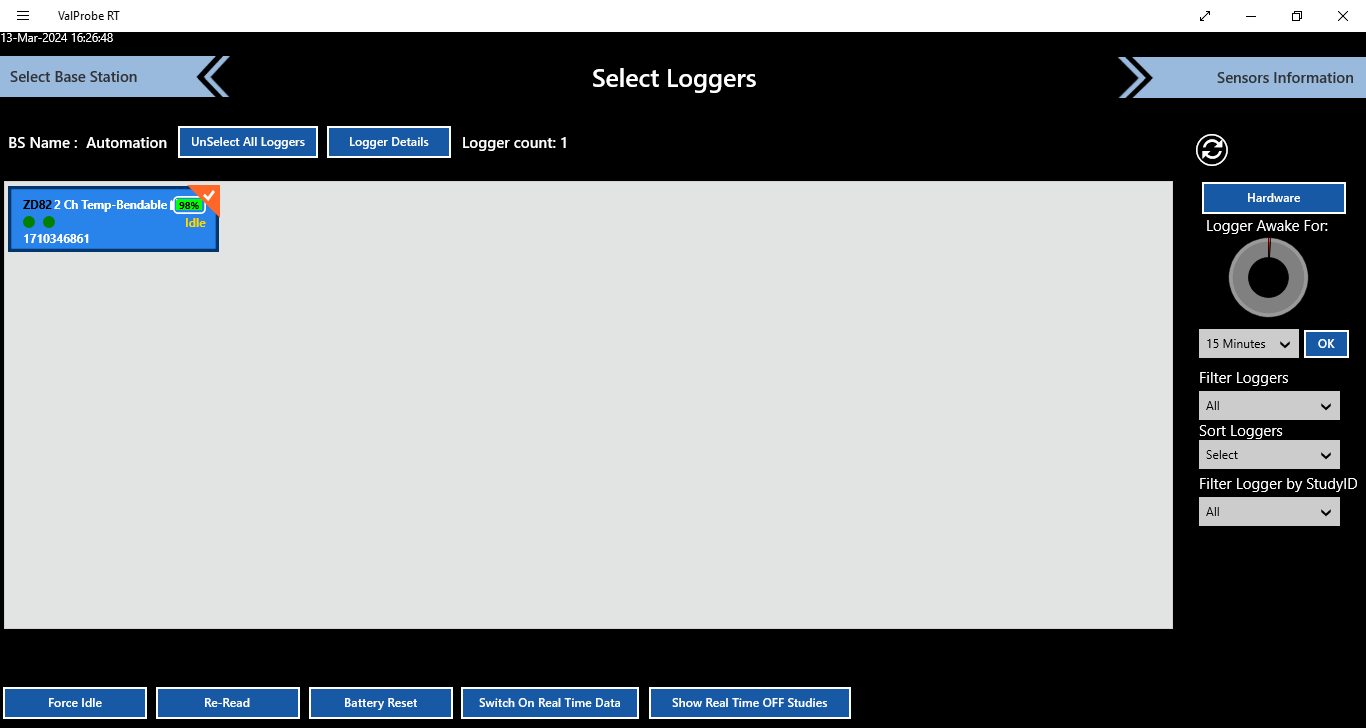 ValProbe RT
13-Mar-2024 16:26:48
Select Base Station
Select Loggers
Sensors Information
BS Name : Automation
UnSelect All Loggers
Logger Details
Logger count: 1
ZD82 2 Ch Temp-Bendable 98%
Idle
1710346861
Hardware
Logger Awake For:
15 Minutes
OK
Filter Loggers
All
Sort Loggers
Select
Filter Logger by StudyID
All
Force Idle
Re-Read
Battery Reset
Switch On Real Time Data
Show Real Time OFF Studies